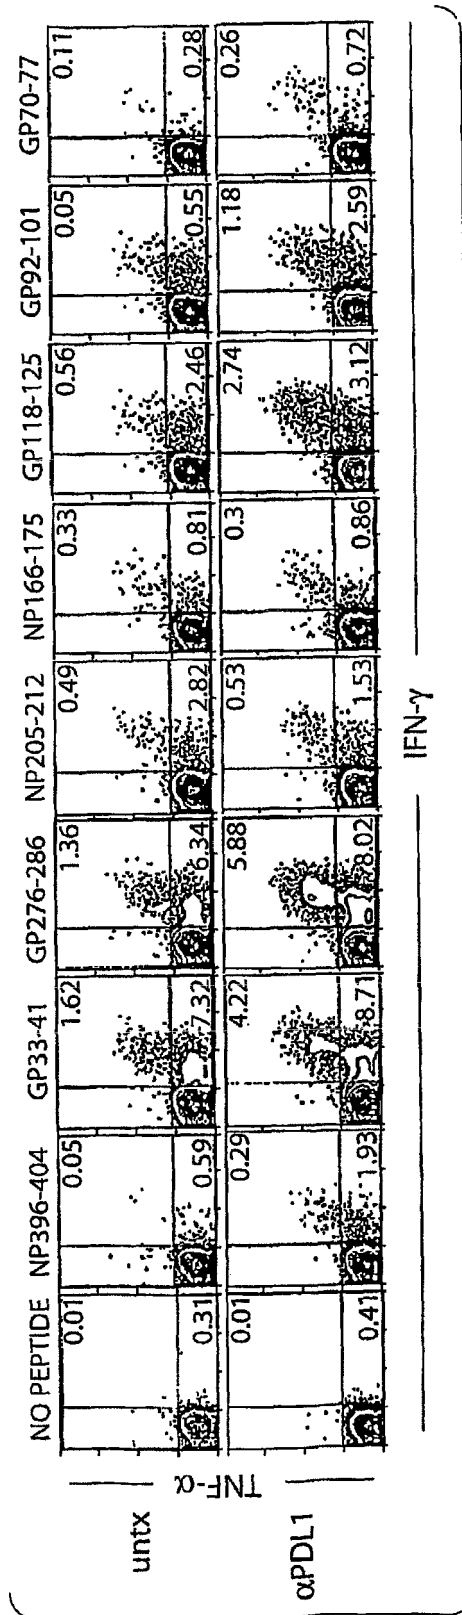 NO PEPTIDE NP396-404 GP33-41 GP276-286 NP205-212 NP166-175 GP118-125 GP92-101 GP70-77
0.01 0.05 1.62 1.36 0.49 0.33 0.56 0.05 0.11
untx
0.31 0.59 7.32 6.34 2.82 0.81 2.46 0.55 0.28
TNF-α
0.01 0.29 4.22 5.88 0.53 0.3 2.74 1.18 0.26
αPDL1
0.41 1.93 8.71 8.02 1.53 0.86 3.12 2.59 0.72
IFN-γ